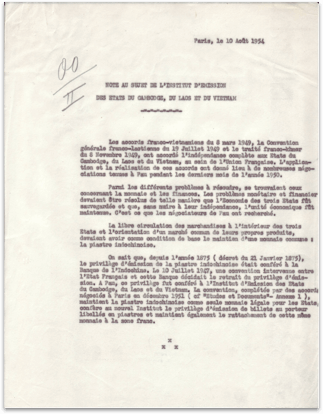 Paris, le 10 Août 1954
NOTE AU SUJET DE L'INSTITUT D'EMISSION
DES ETATS DU CAMBODGE, DU LAOS ET DU VIETNAM
Les accords franco-vietnamiens du 8 mars 1949, la Convention
générale franco-laotienne du 19 Juillet 1949 et le traité franco-khmer
du 8 Novembre 1949, ont accordé l'indépendance complète aux Etats du
Cambodge, du Laos et du Vietnam, au sein de l'Union Française. L'applica-
tion et la réalisation de ces accords ont donné lieu à de nombreuses négo-
ciations tenues à Pau pendant les derniers mois de l'année 1950.
Parmi les différents problèmes à résoudre, se trouvaient ceux
concernant la monnaie et les finances. Les problèmes monétaire et financier
devaient être résolus de telle manière que l'Economie des trois Etats fût
sauvegardée et que, sans nuire à leur indépendance, l'unité économique fût
maintenue. C'est ce que les négociateurs de Pau ont recherché.
La libre circulation des marchandises à l'intérieur des trois
Etats et l'orientation d'un marché commun de leurs propres produits,
devaient avoir comme condition de base le maintien d'une monnaie commune :
la piastre indochinoise.
On sait que, depuis l'année 1875 (décret du 21 Janvier 1875),
le privilège d'émission de la piastre indochinoise était conféré à la
Banque de l'Indochine. Le 10 Juillet 1947, une convention intervenue entre
l'Etat Français et cette Banque décidait le retrait du privilège d'émis-
sion. A Pau, ce privilège fut conféré à l'Institut d'Emission des Etats du
Cambodge, du Laos et du Vietnam. La convention, complétée par des accords
négociés à Paris en décembre 1951 ( cf "Etudes et Documents" - Annexe 1 ),
maintient la piastre indochinoise comme seule monnaie légale pour les Etats,
confère au nouvel Institut le privilège d'émission de billets au porteur
libellés en piastres et maintient également le rattachement de cette même
monnaie à la zone franc.
x
x x